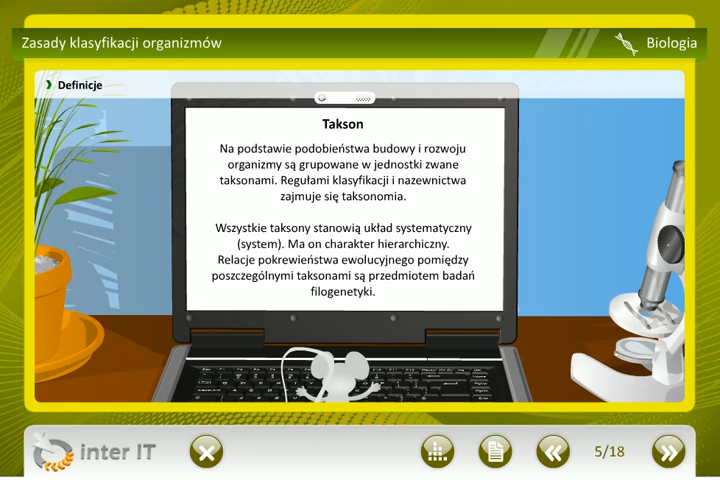 Zasady klasyfikacji organizmów
Biologia
Definicje
Takson
Na podstawie podobieństwa budowy i rozwoju
organizmy są grupowane w jednostki zwane
taksonami. Regułami klasyfikacji i nazewnictwa
zajmuje się taksonomia.
Wszystkie taksony stanowią układ systematyczny
(system). Ma on charakter hierarchiczny.
Relacje pokrewieństwa ewolucyjnego pomiędzy
poszczególnymi taksonami są przedmiotem badań
filogenetyki.
inter IT
5/18